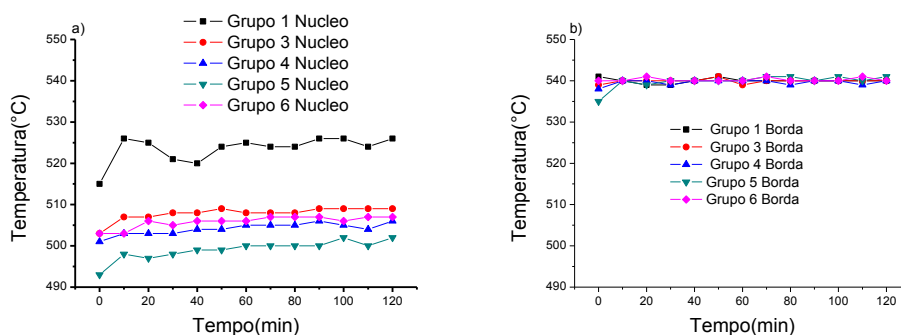 a)
Grupo 1 Nucleo
Grupo 3 Nucleo
Grupo 4 Nucleo
Grupo 5 Nucleo
Grupo 6 Nucleo
Temperatura(°C)
550
540
530
520
510
500
490
0 20 40 60 80 100 120
Tempo(min)
b)
Grupo 1 Borda
Grupo 3 Borda
Grupo 4 Borda
Grupo 5 Borda
Grupo 6 Borda
Temperatura(°C)
550
540
530
520
510
500
490
0 20 40 60 80 100 120
Tempo(min)